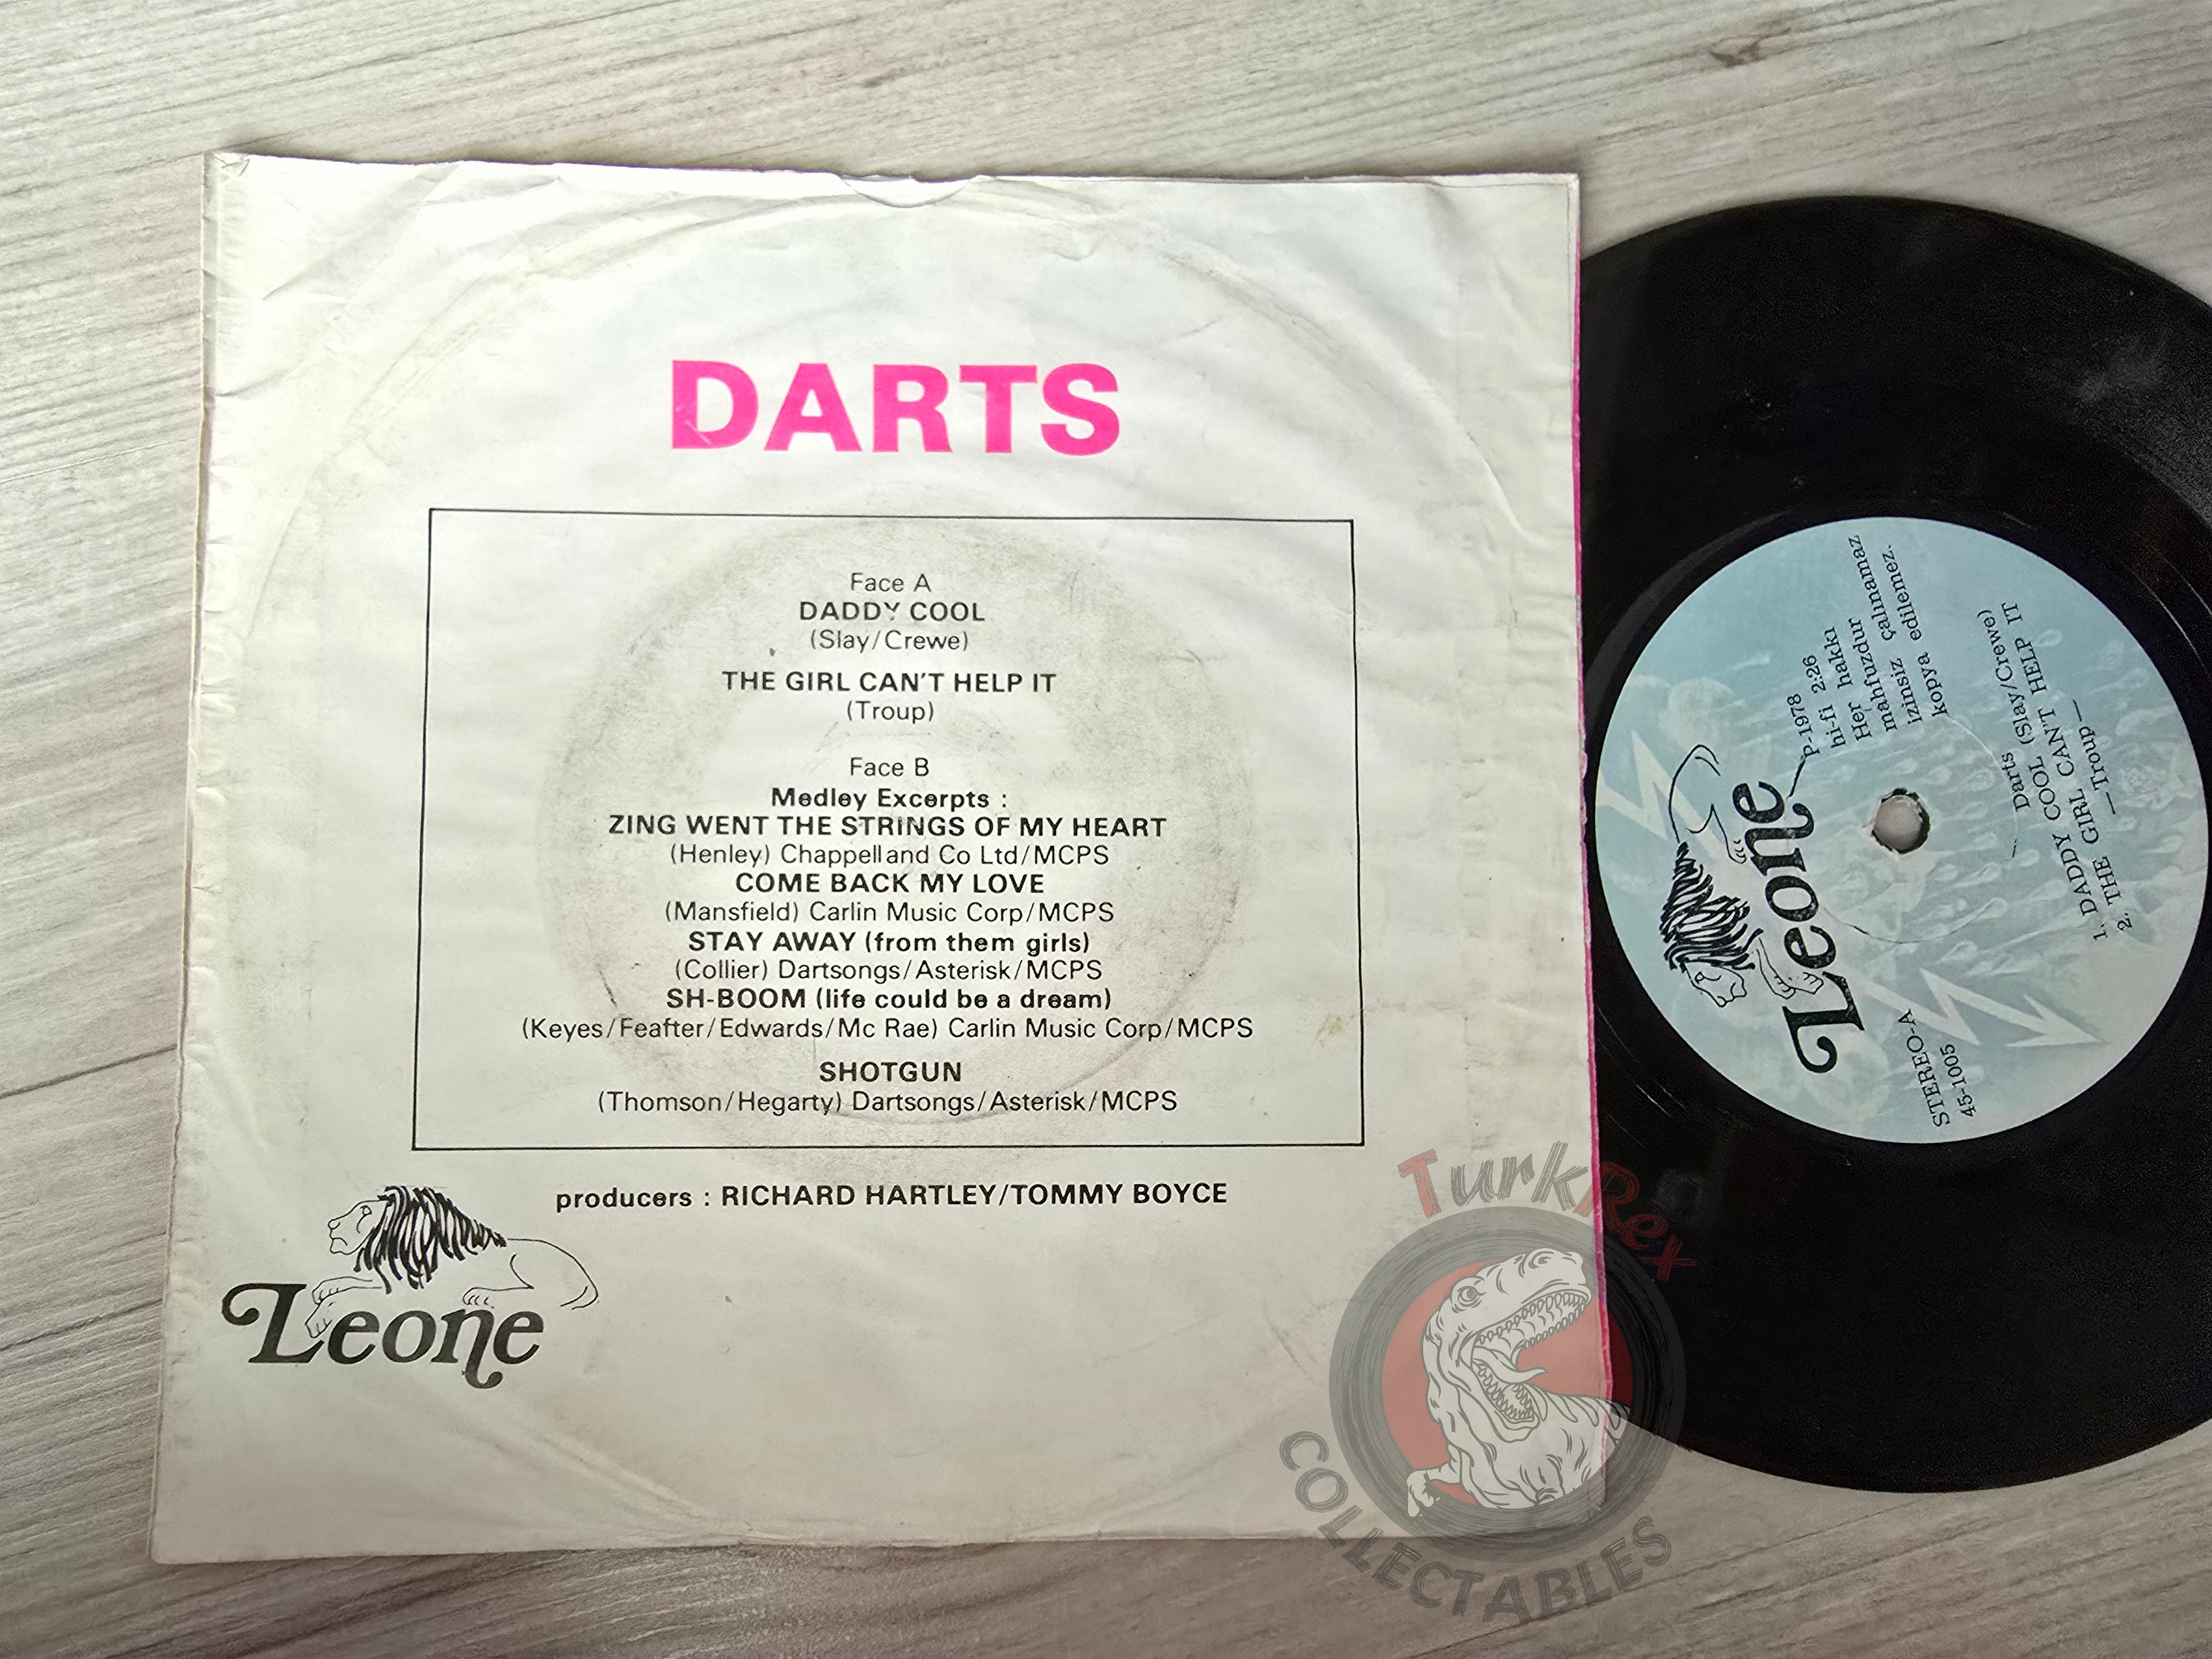 DARTS
Face A
DADDY COOL
(Slay/Crewe)
THE GIRL CAN'T HELP IT
(Troup)
Face B
Medley Excerpts :
ZING WENT THE STRINGS OF MY HEART
(Henley) Chappell and Co Ltd/MCPS
COME BACK MY LOVE
(Mansfield) Carlin Music Corp/MCPS
STAY AWAY (from them girls)
(Collier) Dartsongs/Asterisk/MCPS
SH-BOOM (life could be a dream)
(Keyes/Feafter/Edwards/Mc Rae) Carlin Music Corp/MCPS
SHOTGUN
(Thomson/Hegarty) Dartsongs/Asterisk/MCPS
producers : RICHARD HARTLEY/TOMMY BOYCE
Leone
Leone
STEREO-A
45-1005
P-1978
hi-fi 2:26
Her hakkı
mahfuzdur
izinsiz çalınamaz
kopya edilemez.
— Darts
1. DADDY COOL (Slay/Crewe)
2. THE GIRL CAN'T HELP IT
—Troup—
TurkRex
COLLECTABLES